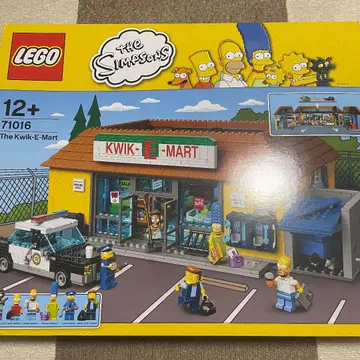 LEGO
THE
SIMPSONS
12+
71016
The Kwik-E-Mart
KWIK-E-MART